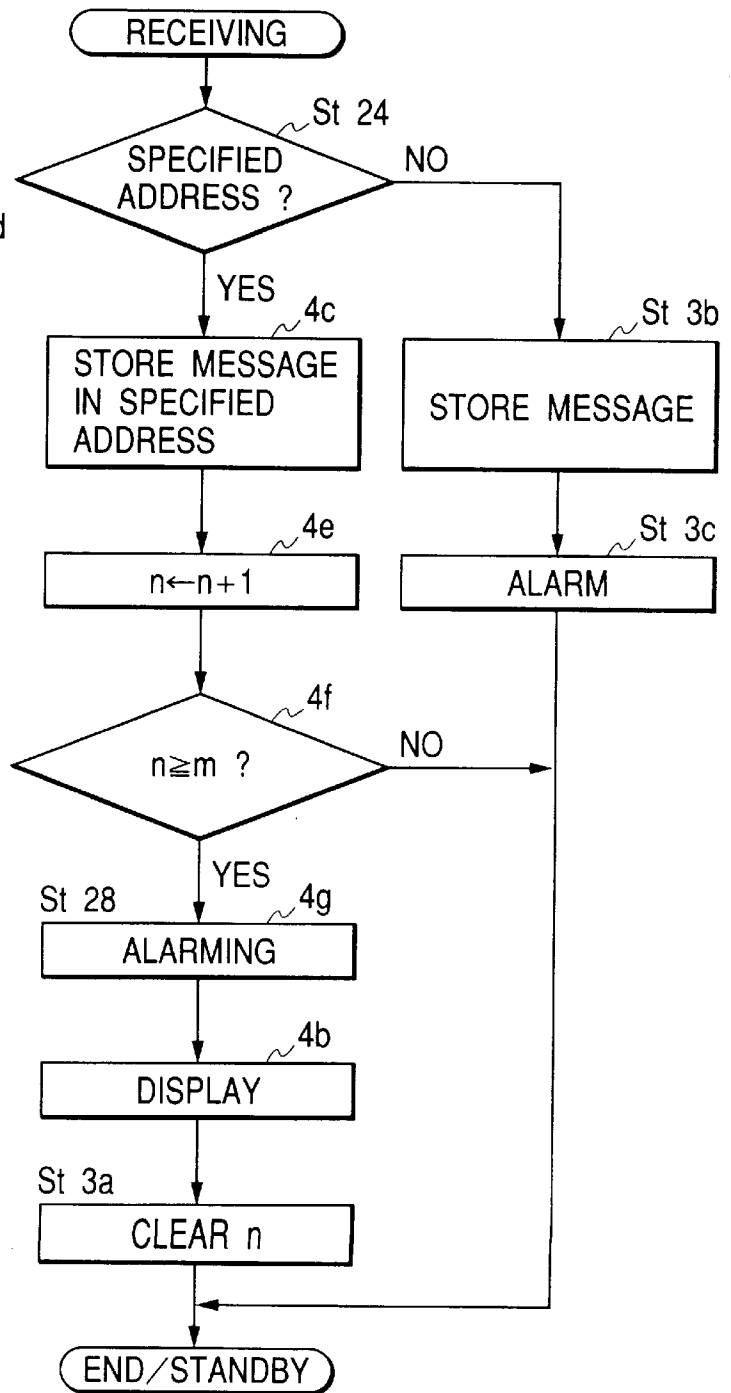 RECEIVING
St 24
SPECIFIED
ADDRESS ?
NO
d
YES
4c
St 3b
STORE MESSAGE
IN SPECIFIED
ADDRESS
STORE MESSAGE
4e
St 3c
n←n+1
ALARM
4f
n≧m ?
NO
YES
St 28
4g
ALARMING
4b
DISPLAY
St 3a
CLEAR n
END/STANDBY